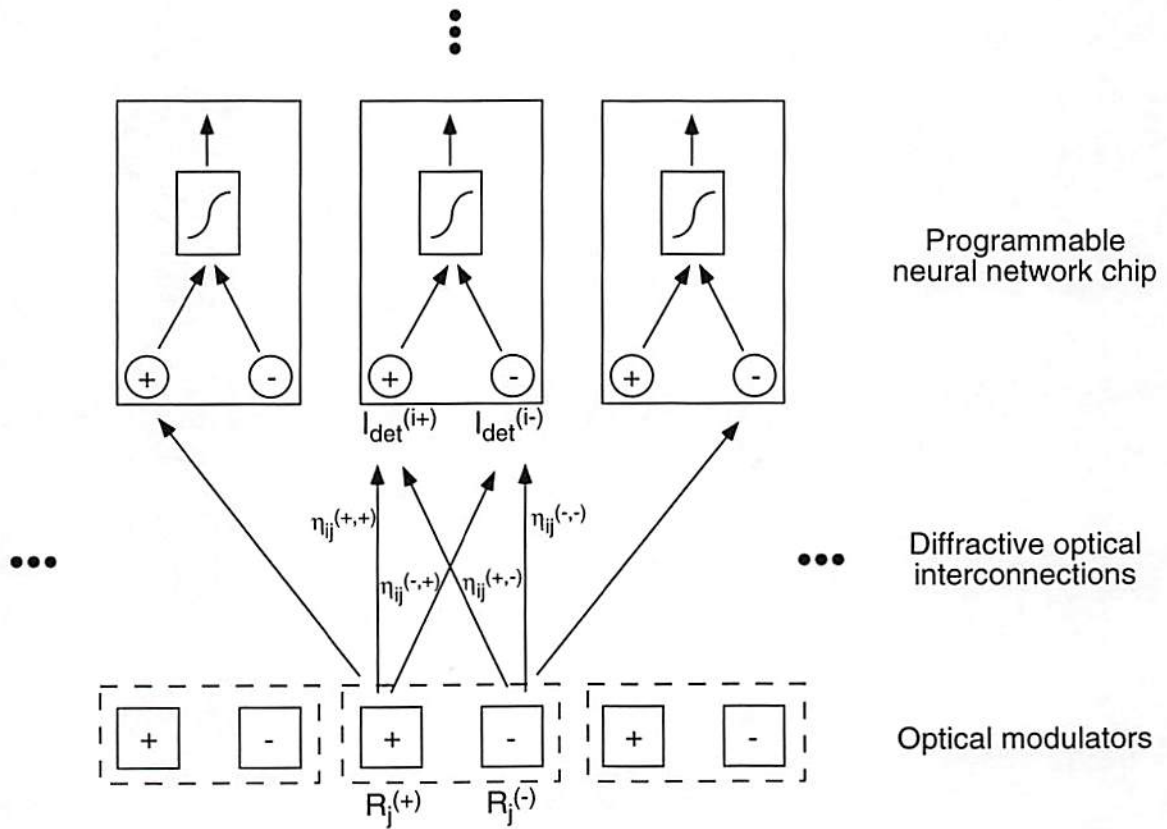 Programmable
neural network chip
+ - + - + -
I_det^(i+) I_det^(i-)
η_ij^(+,+) η_ij^(-,-)
Diffractive optical
interconnections
η_ij^(-,+) η_ij^(+,-)
+ - + - + -
Optical modulators
R_j^(+) R_j^(-)